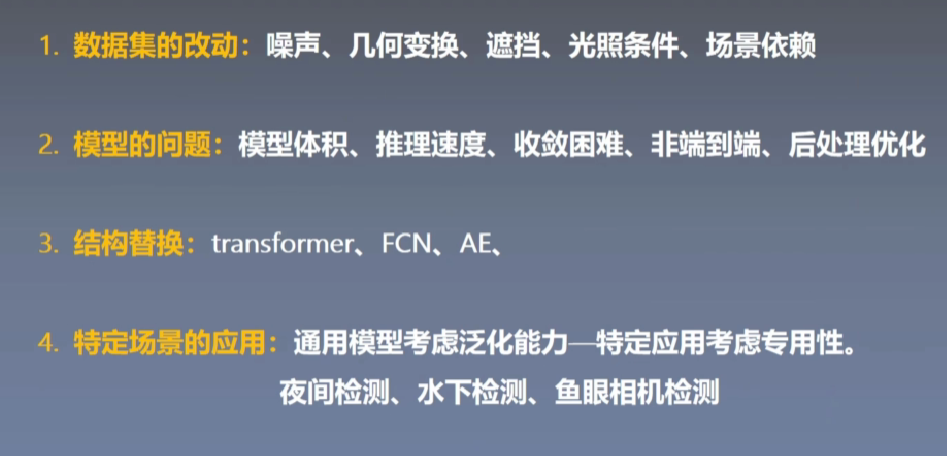 1. 数据集的改动：噪声、几何变换、遮挡、光照条件、场景依赖
2. 模型的问题：模型体积、推理速度、收敛困难、非端到端、后处理优化
3. 结构替换：transformer、FCN、AE、
4. 特定场景的应用：通用模型考虑泛化能力—特定应用考虑专用性。
夜间检测、水下检测、鱼眼相机检测